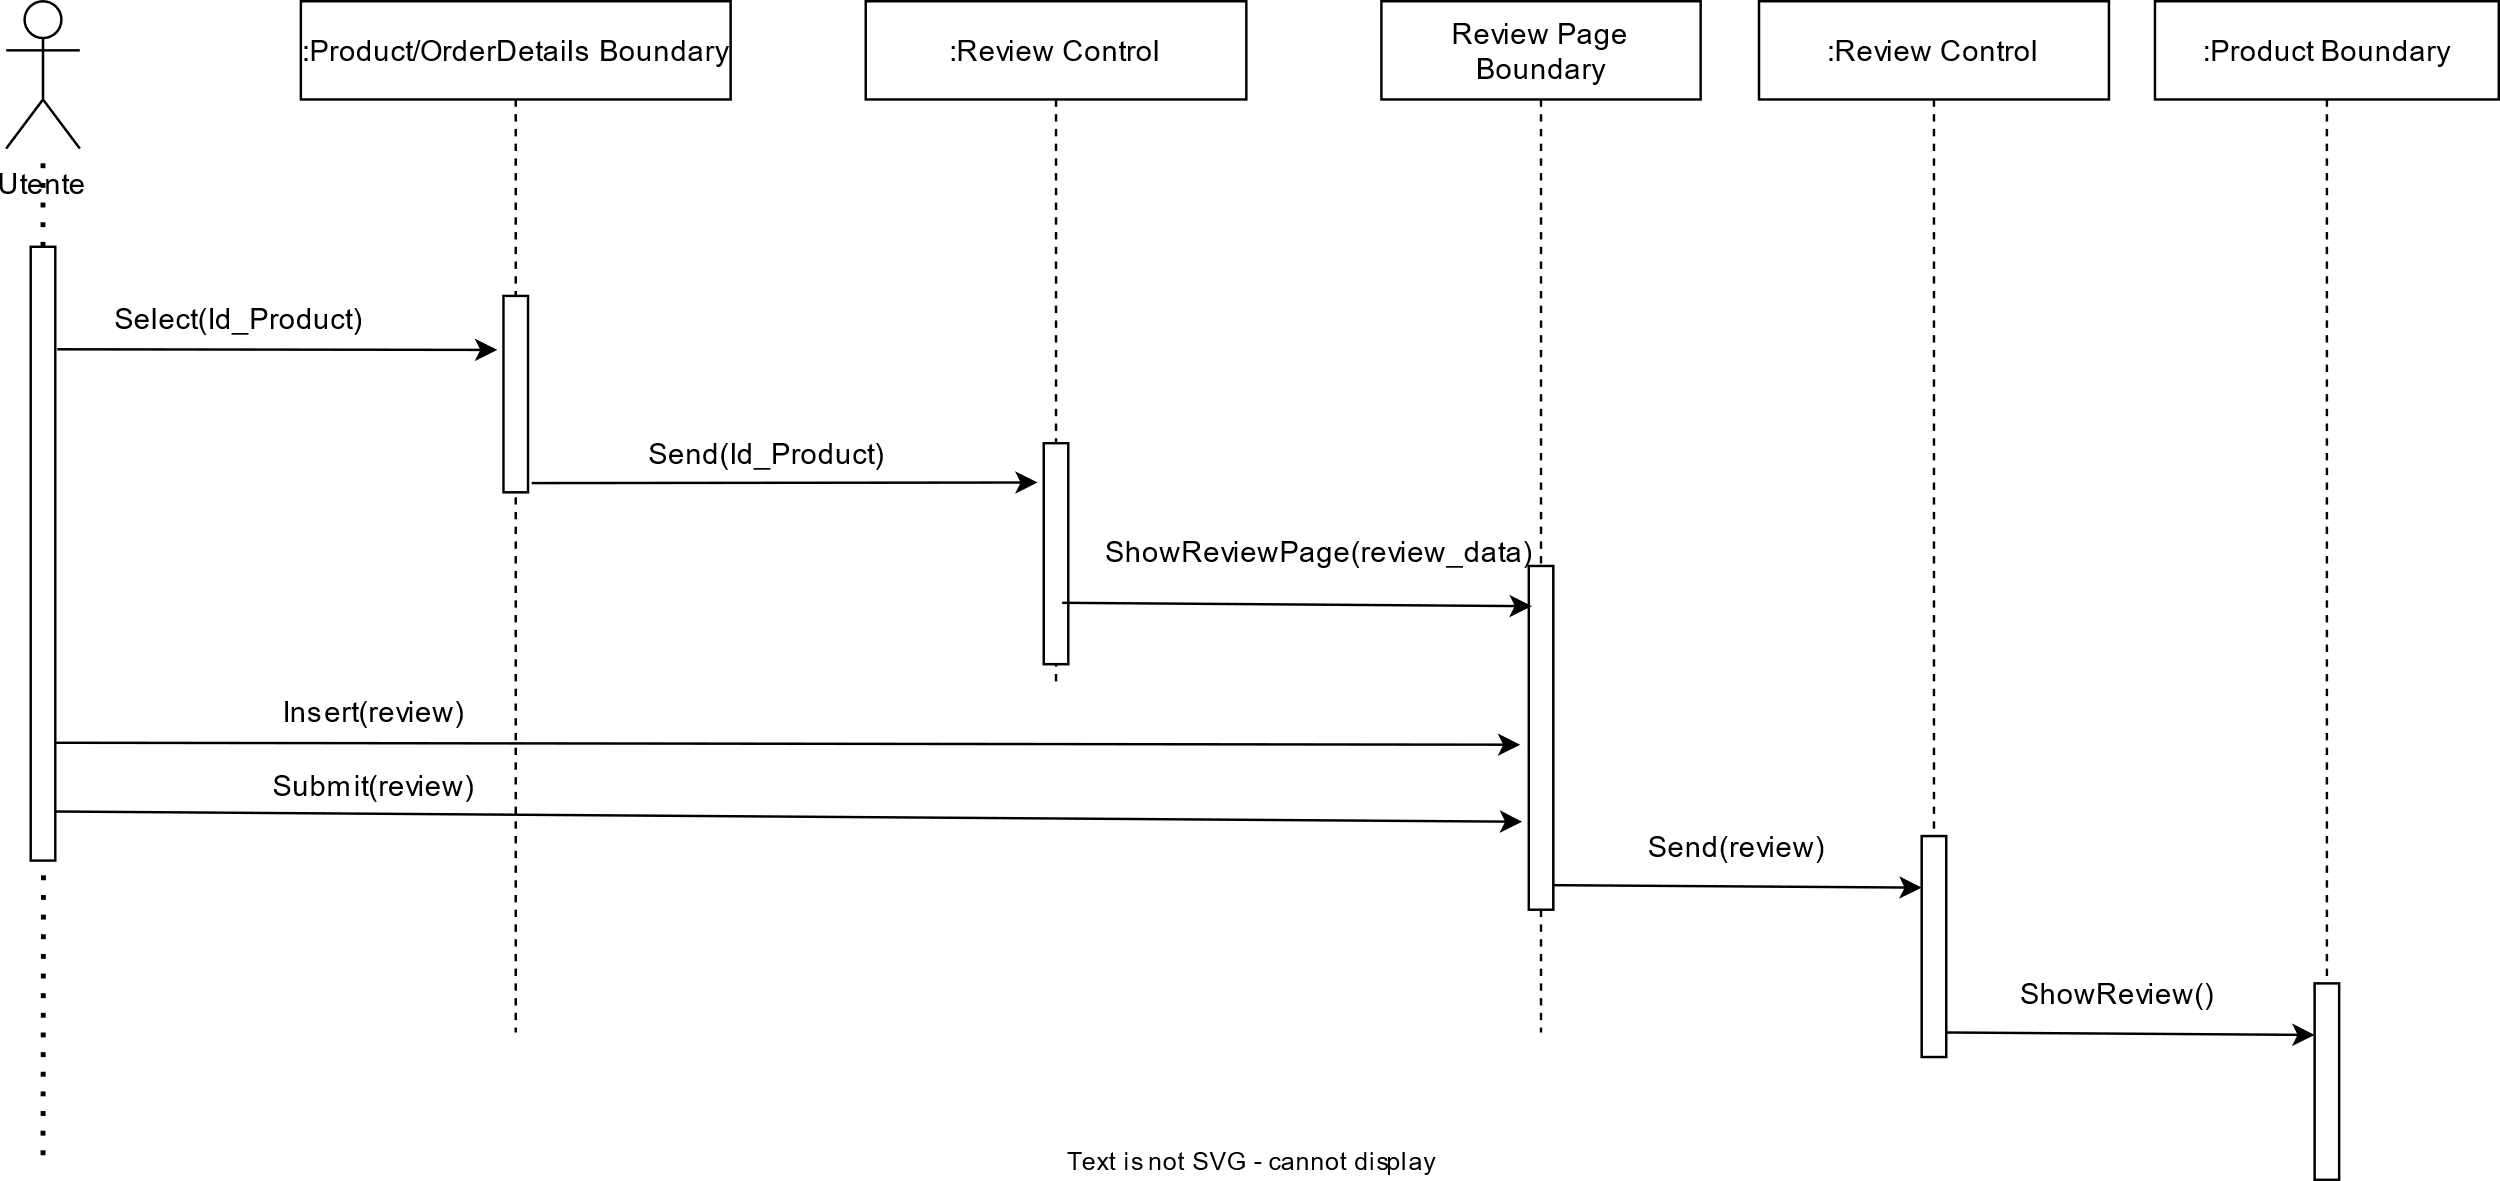 :Product/OrderDetails Boundary
:Review Control
Review Page
Boundary
:Review Control
:Product Boundary
Utente
Select(Id_Product)
Send(Id_Product)
ShowReviewPage(review_data)
Insert(review)
Submit(review)
Send(review)
ShowReview()
Text is not SVG - cannot display